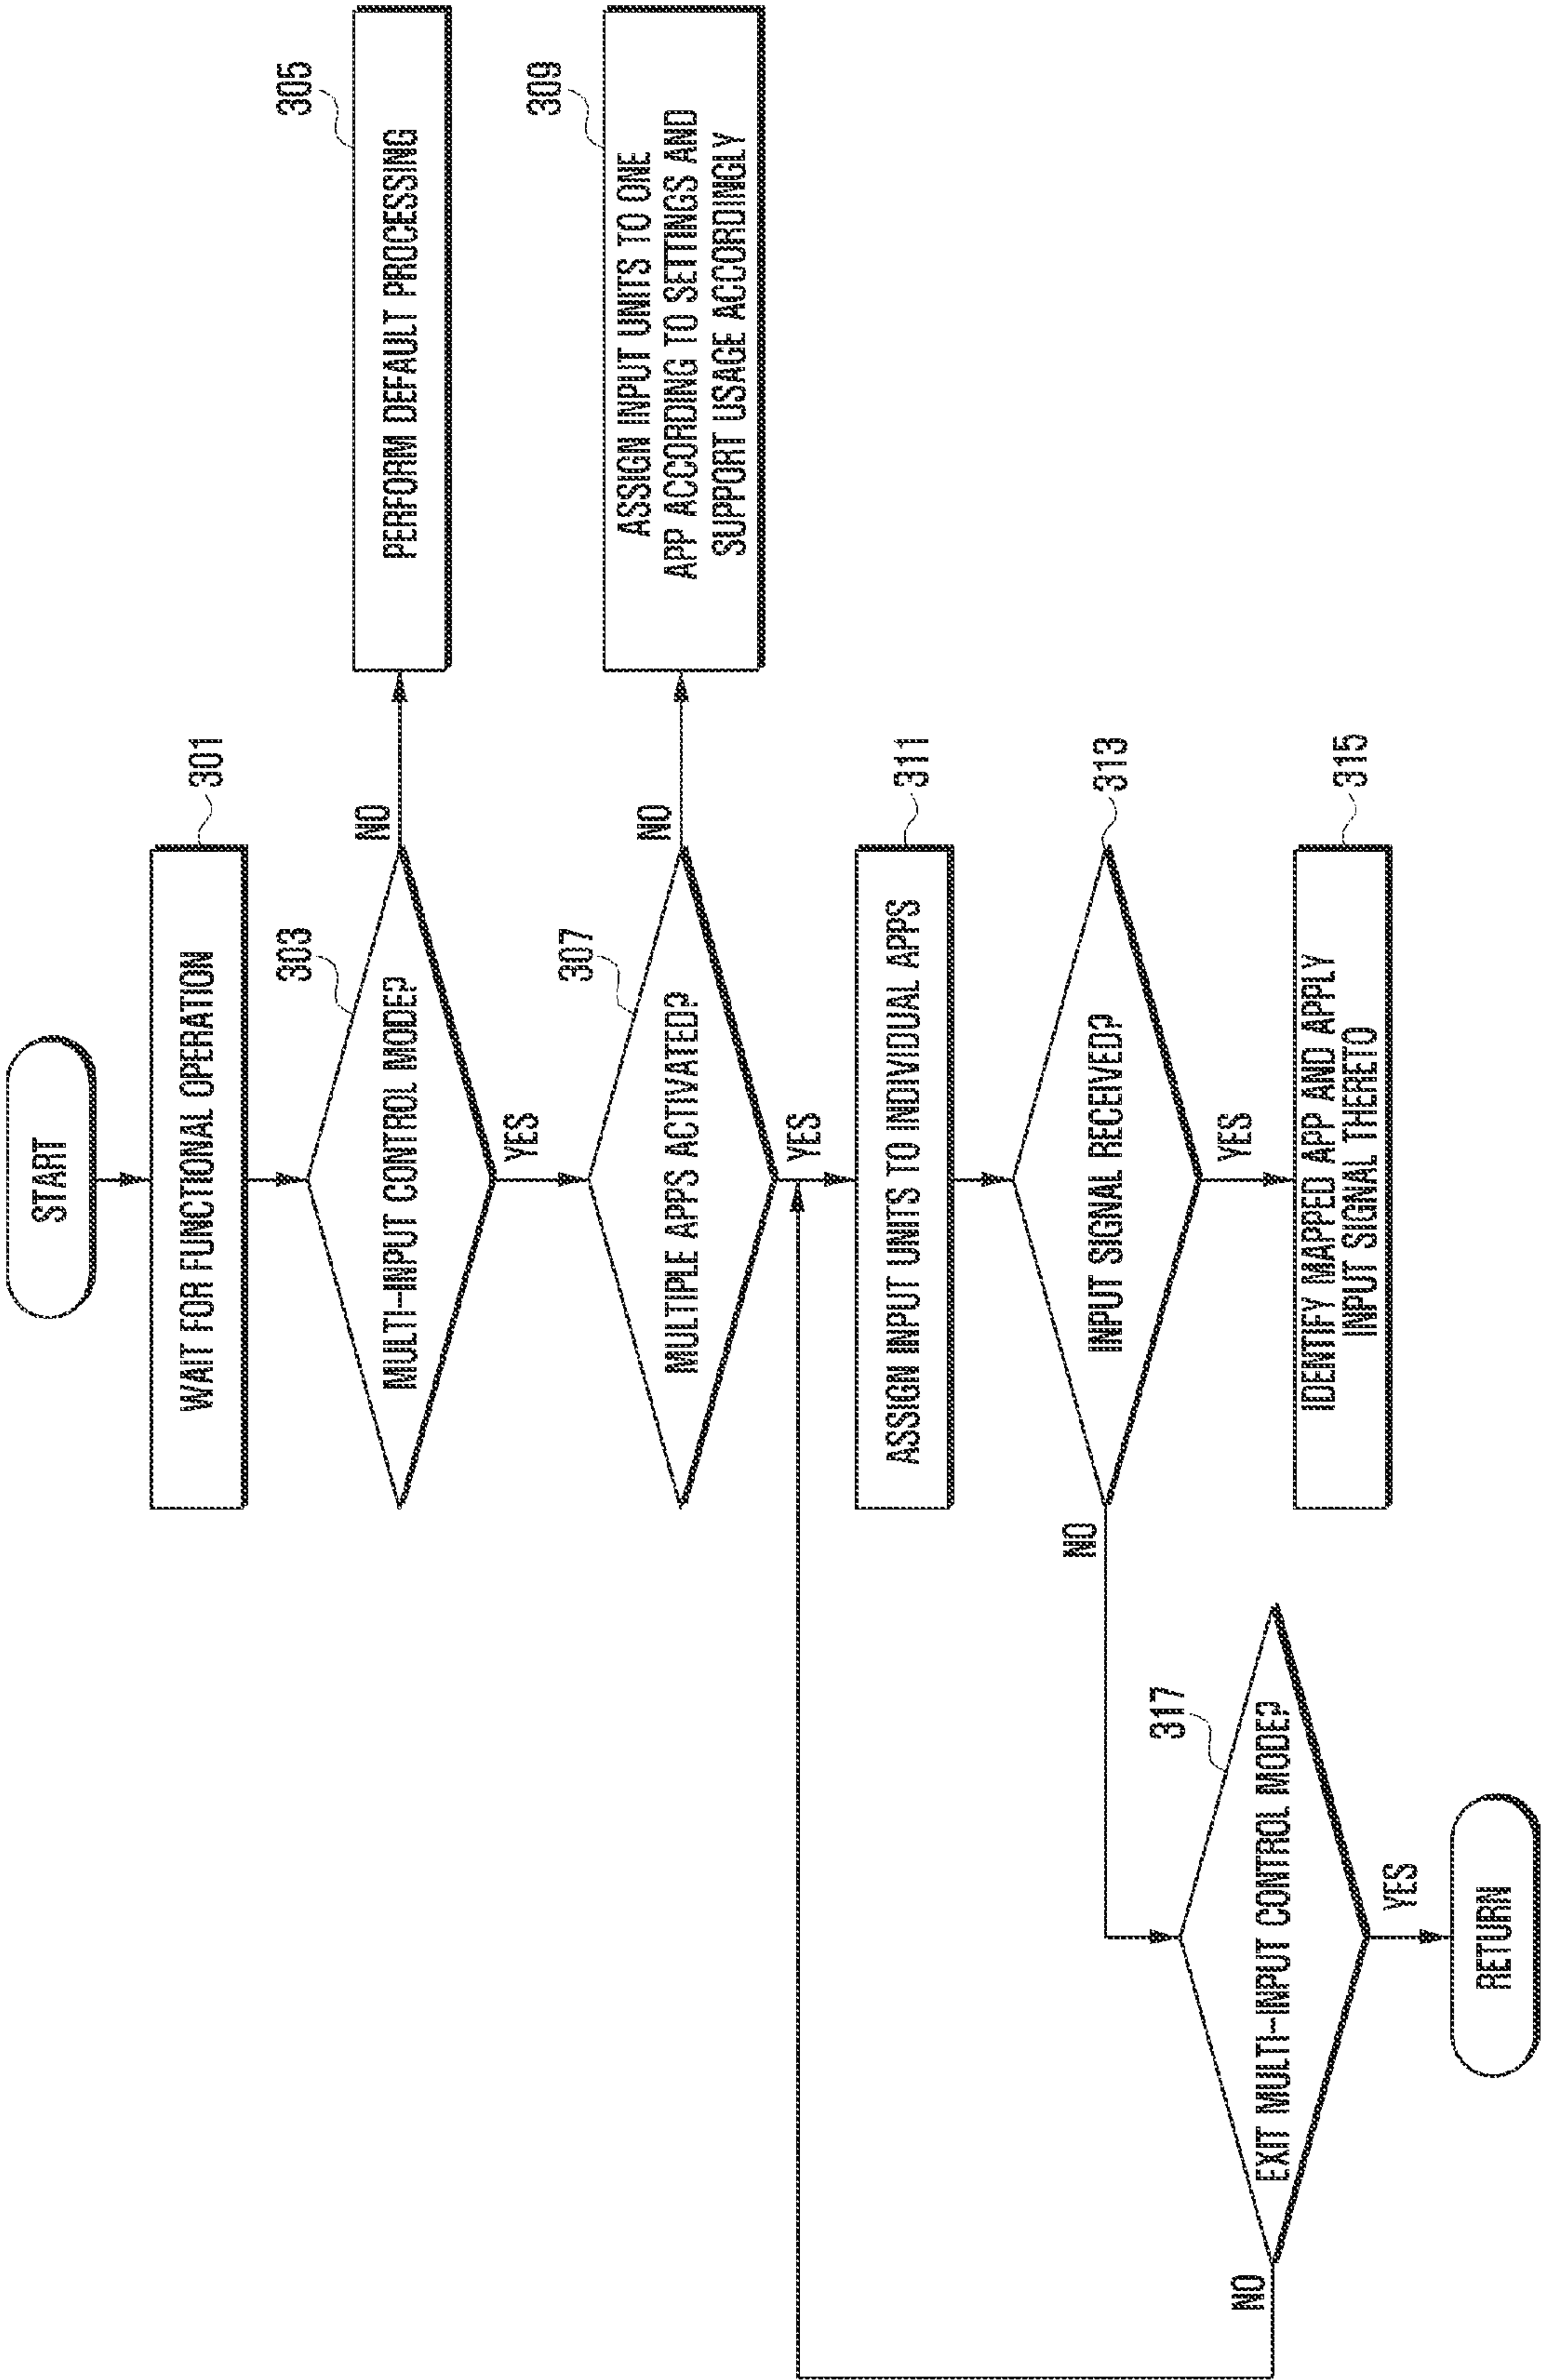 START
WAIT FOR FUNCTIONAL OPERATION
301
MULTI-INPUT CONTROL MODE?
303
NO
PERFORM DEFAULT PROCESSING
305
YES
MULTIPLE APPS ACTIVATED?
307
NO
ASSIGN INPUT UNITS TO ONE
APP ACCORDING TO SETTINGS AND
SUPPORT USAGE ACCORDINGLY
309
YES
ASSIGN INPUT UNITS TO INDIVIDUAL APPS
311
INPUT SIGNAL RECEIVED?
313
NO
YES
IDENTIFY MAPPED APP AND APPLY
INPUT SIGNAL THERETO
315
EXIT MULTI-INPUT CONTROL MODE?
317
NO
YES
RETURN